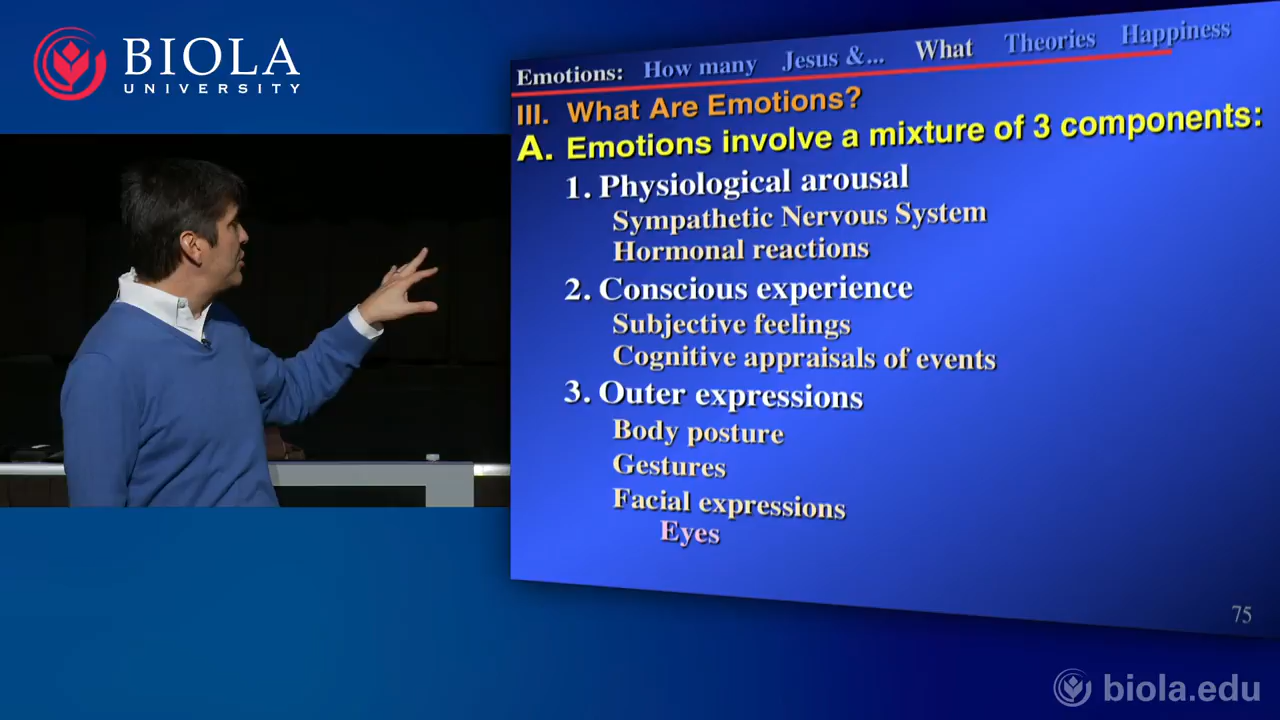 BIOLA
UNIVERSITY
Emotions: How many Jesus &... What Theories Happiness
III. What Are Emotions?
A. Emotions involve a mixture of 3 components:
1. Physiological arousal
Sympathetic Nervous System
Hormonal reactions
2. Conscious experience
Subjective feelings
Cognitive appraisals of events
3. Outer expressions
Body posture
Gestures
Facial expressions
Eyes
75
biola.edu